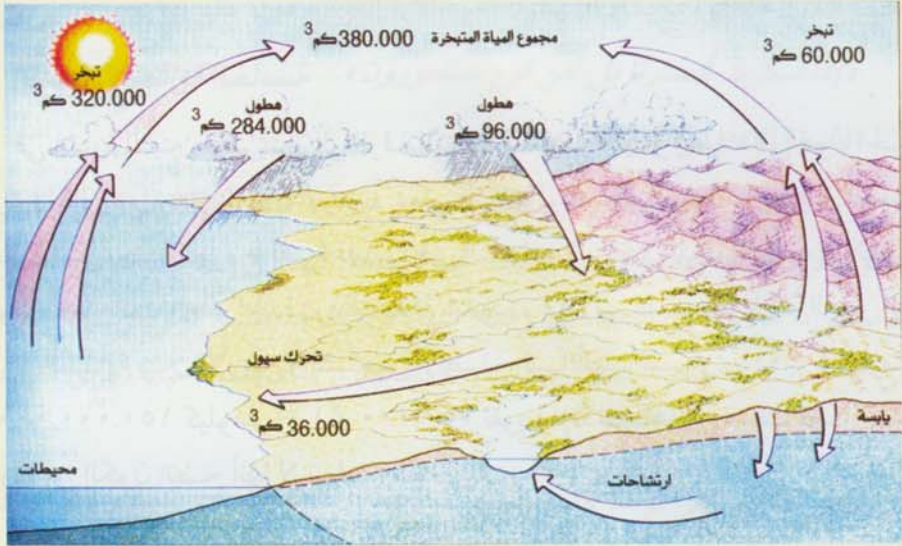 مجموع المياة المتبخرة 380.000 كم3
تبخر
60.000 كم3
تبخر
320.000 كم3
هطول
284.000 كم3
هطول
96.000 كم3
تحرك سيول
36.000 كم3
يابسة
محيطات
ارتشاحات